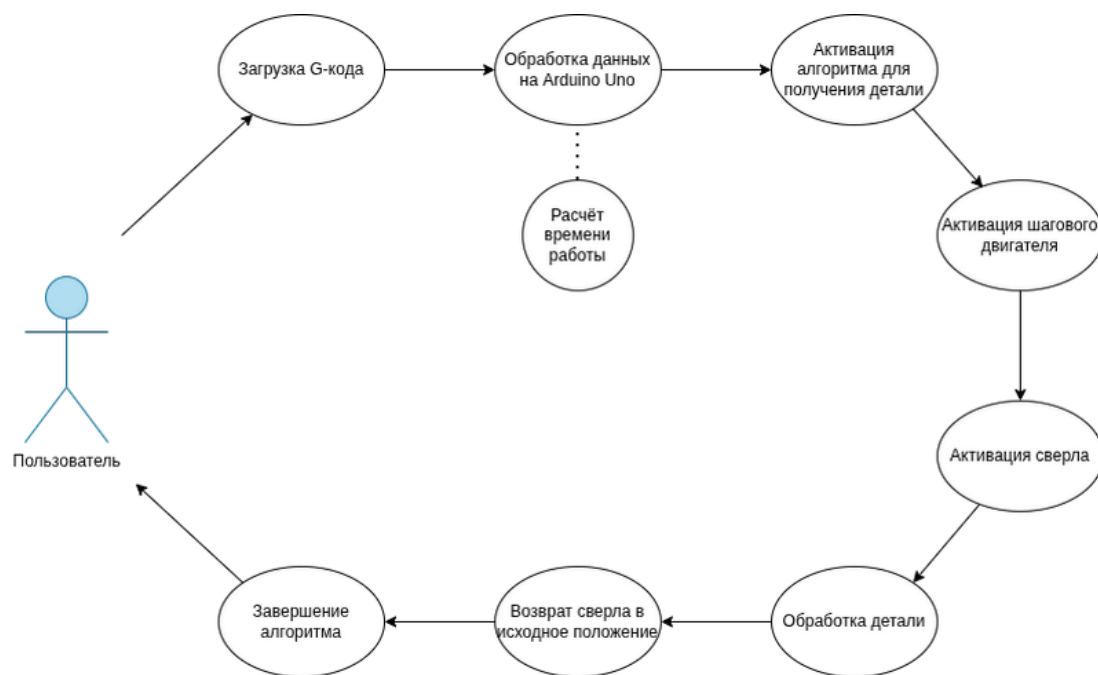 Загрузка G-кода
Обработка данных
на Arduino Uno
Активация
алгоритма для
получения детали
Расчёт
времени
работы
Активация шагового
двигателя
Пользователь
Активация сверла
Завершение
алгоритма
Возврат сверла в
исходное положение
Обработка детали